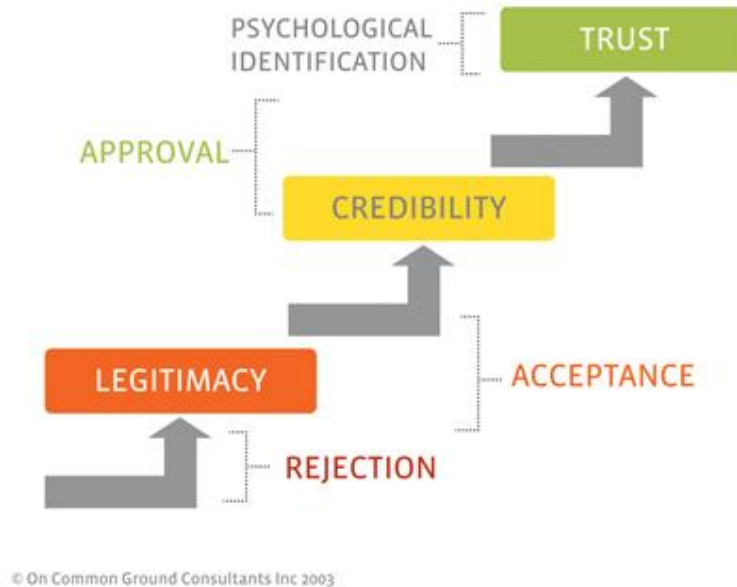 PSYCHOLOGICAL
IDENTIFICATION
TRUST
APPROVAL
CREDIBILITY
LEGITIMACY
ACCEPTANCE
REJECTION
© On Common Ground Consultants Inc 2003